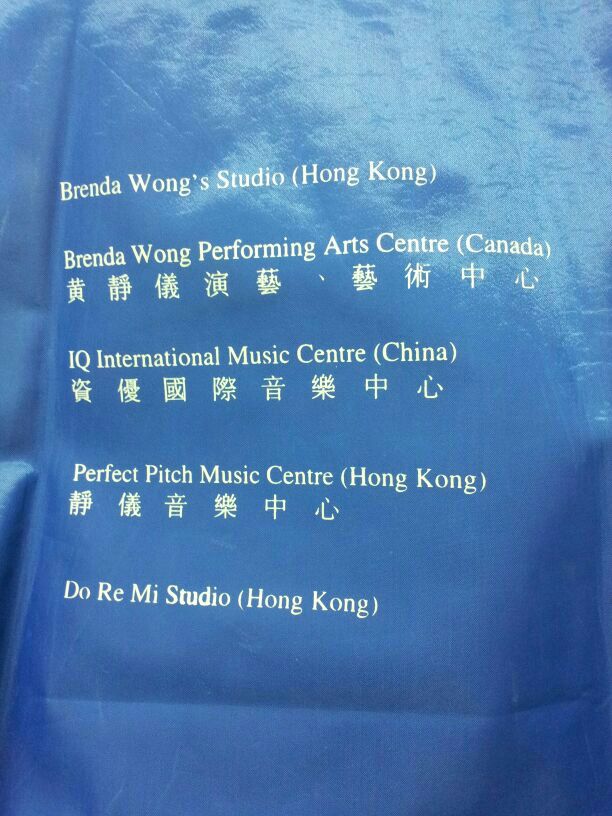 Brenda Wong's Studio (Hong Kong)
Brenda Wong Performing Arts Centre (Canada)
黃靜儀演藝、藝術中心
IQ International Music Centre (China)
資優國際音樂中心
Perfect Pitch Music Centre (Hong Kong)
靜儀音樂中心
Do Re Mi Studio (Hong Kong)